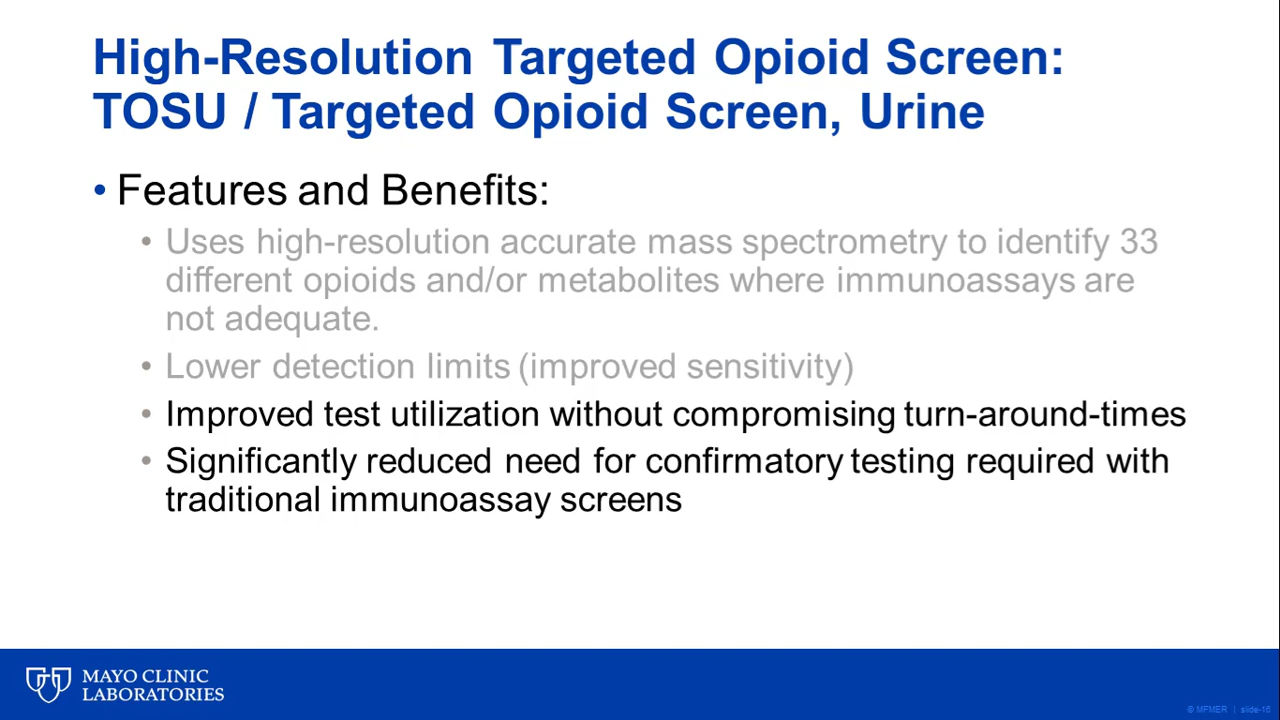 High-Resolution Targeted Opioid Screen:
TOSU / Targeted Opioid Screen, Urine
• Features and Benefits:
• Uses high-resolution accurate mass spectrometry to identify 33
different opioids and/or metabolites where immunoassays are
not adequate.
• Lower detection limits (improved sensitivity)
• Improved test utilization without compromising turn-around-times
• Significantly reduced need for confirmatory testing required with
traditional immunoassay screens
MAYO CLINIC
LABORATORIES
© MFMER | slide-16